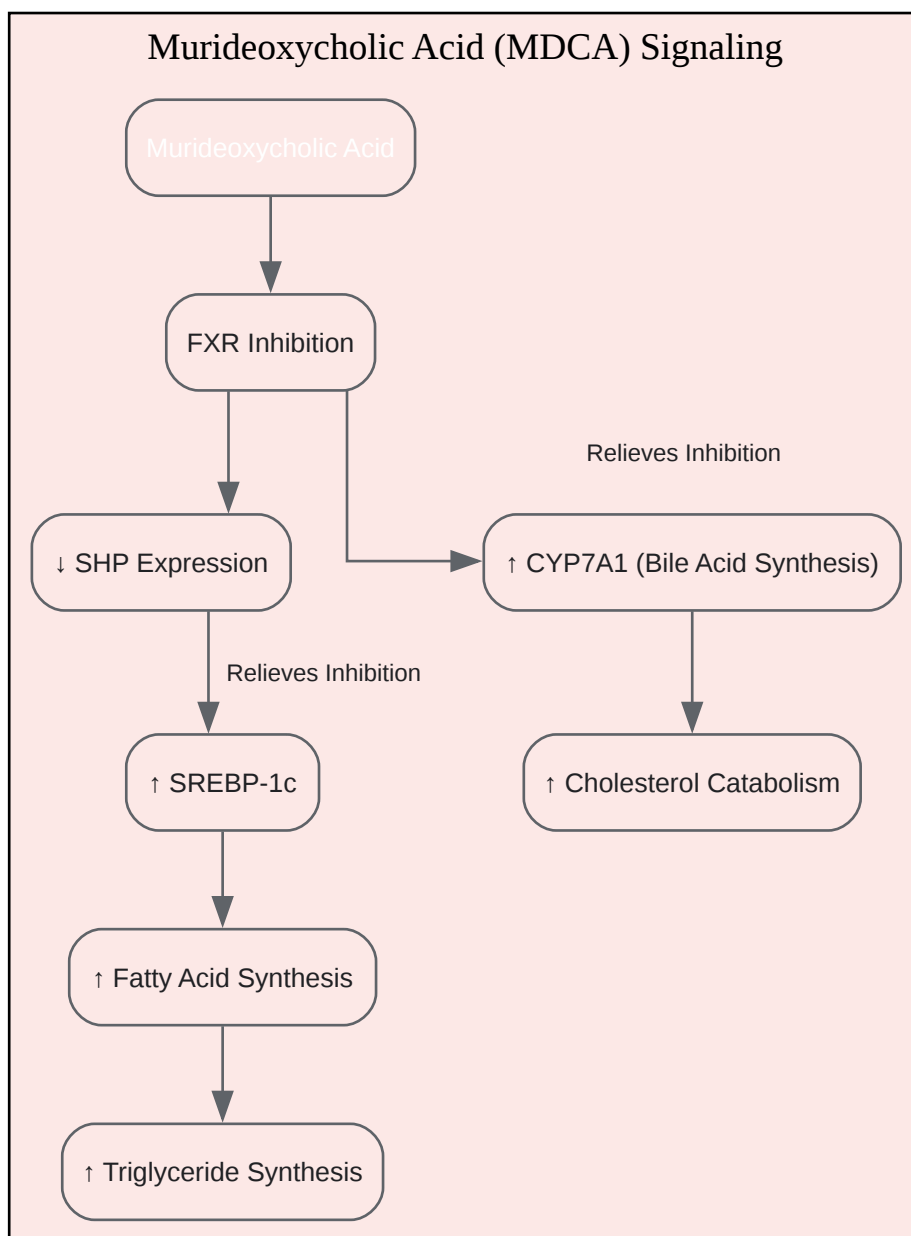 Murideoxycholic Acid (MDCA) Signaling
Murideoxycholic Acid
FXR Inhibition
Relieves Inhibition
↓ SHP Expression
↑ CYP7A1 (Bile Acid Synthesis)
Relieves Inhibition
↑ SREBP-1c
↑ Cholesterol Catabolism
↑ Fatty Acid Synthesis
↑ Triglyceride Synthesis